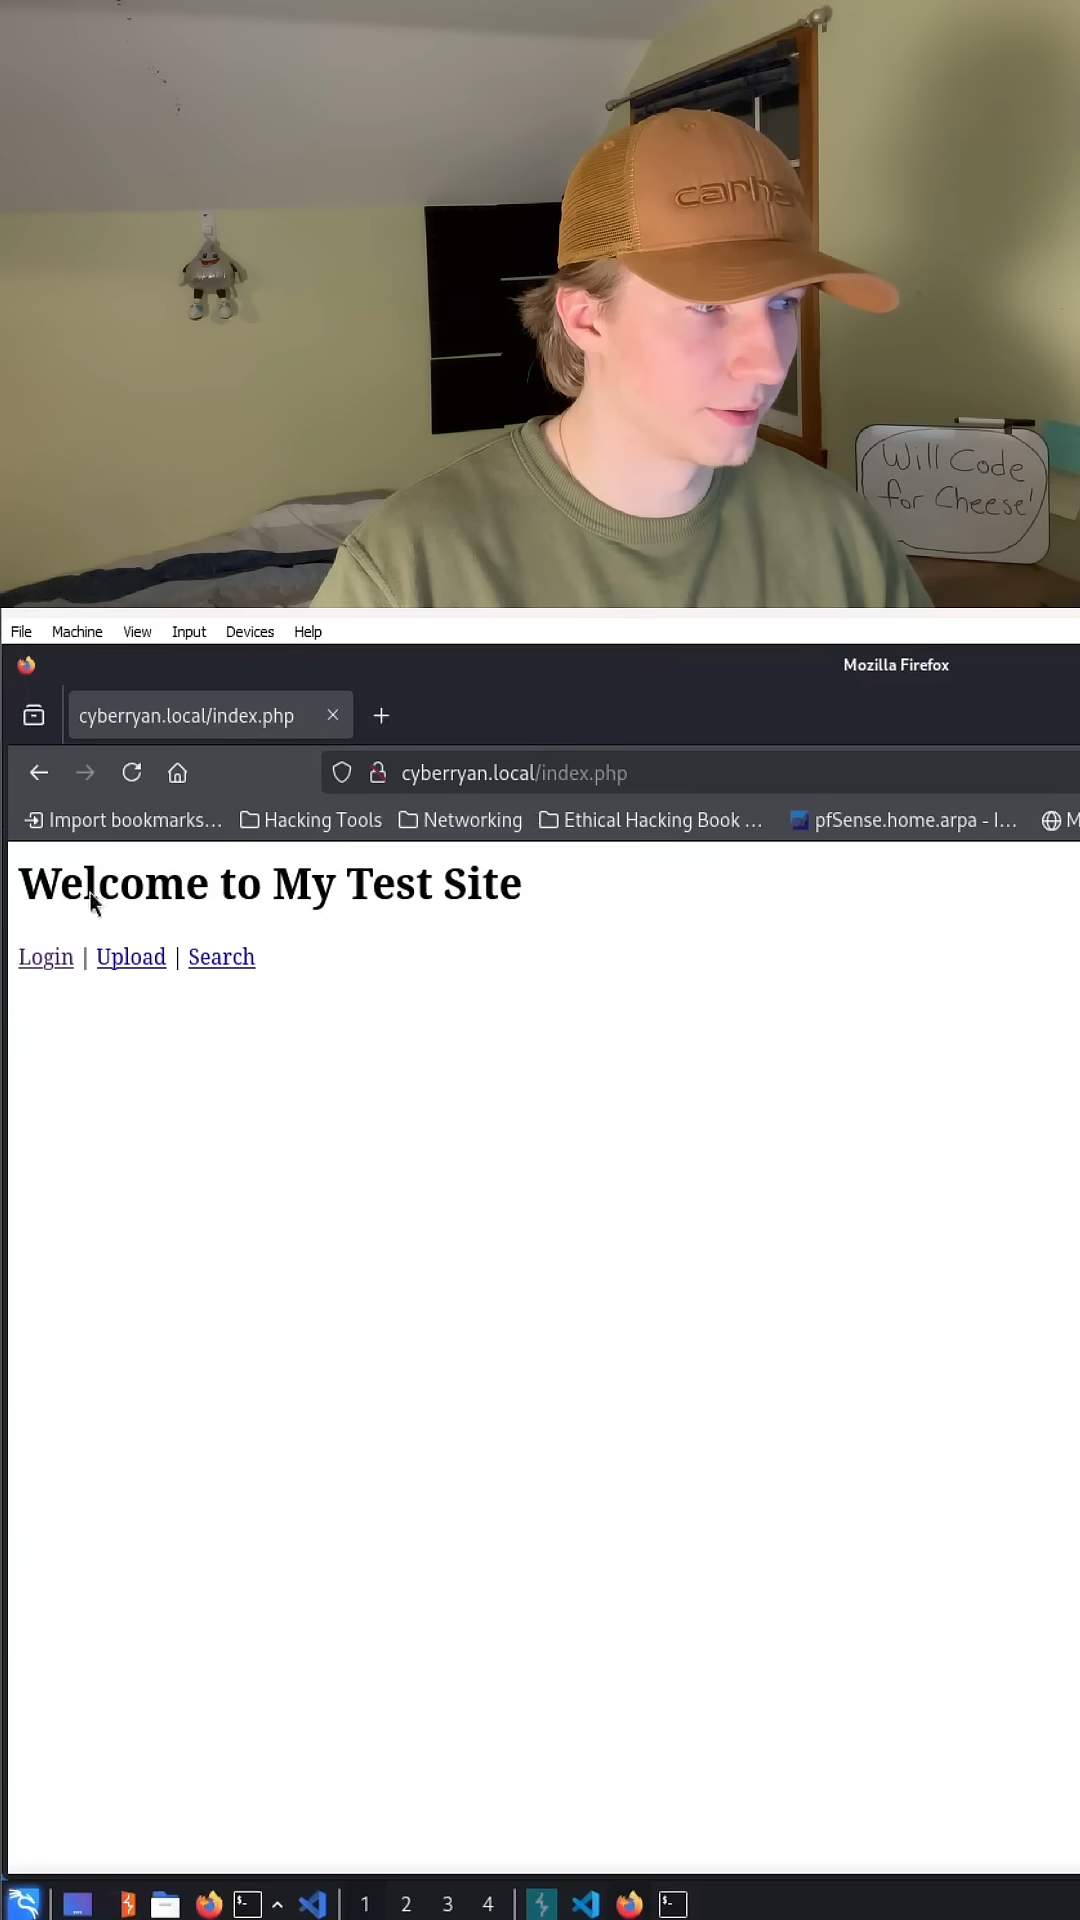 carha
Will Code
for Cheese!
File Machine View Input Devices Help
Mozilla Firefox
cyberryan.local/index.php
cyberryan.local/index.php
Import bookmarks... Hacking Tools Networking Ethical Hacking Book ... pfSense.home.arpa - I... M
Welcome to My Test Site
Login | Upload | Search
1 2 3 4